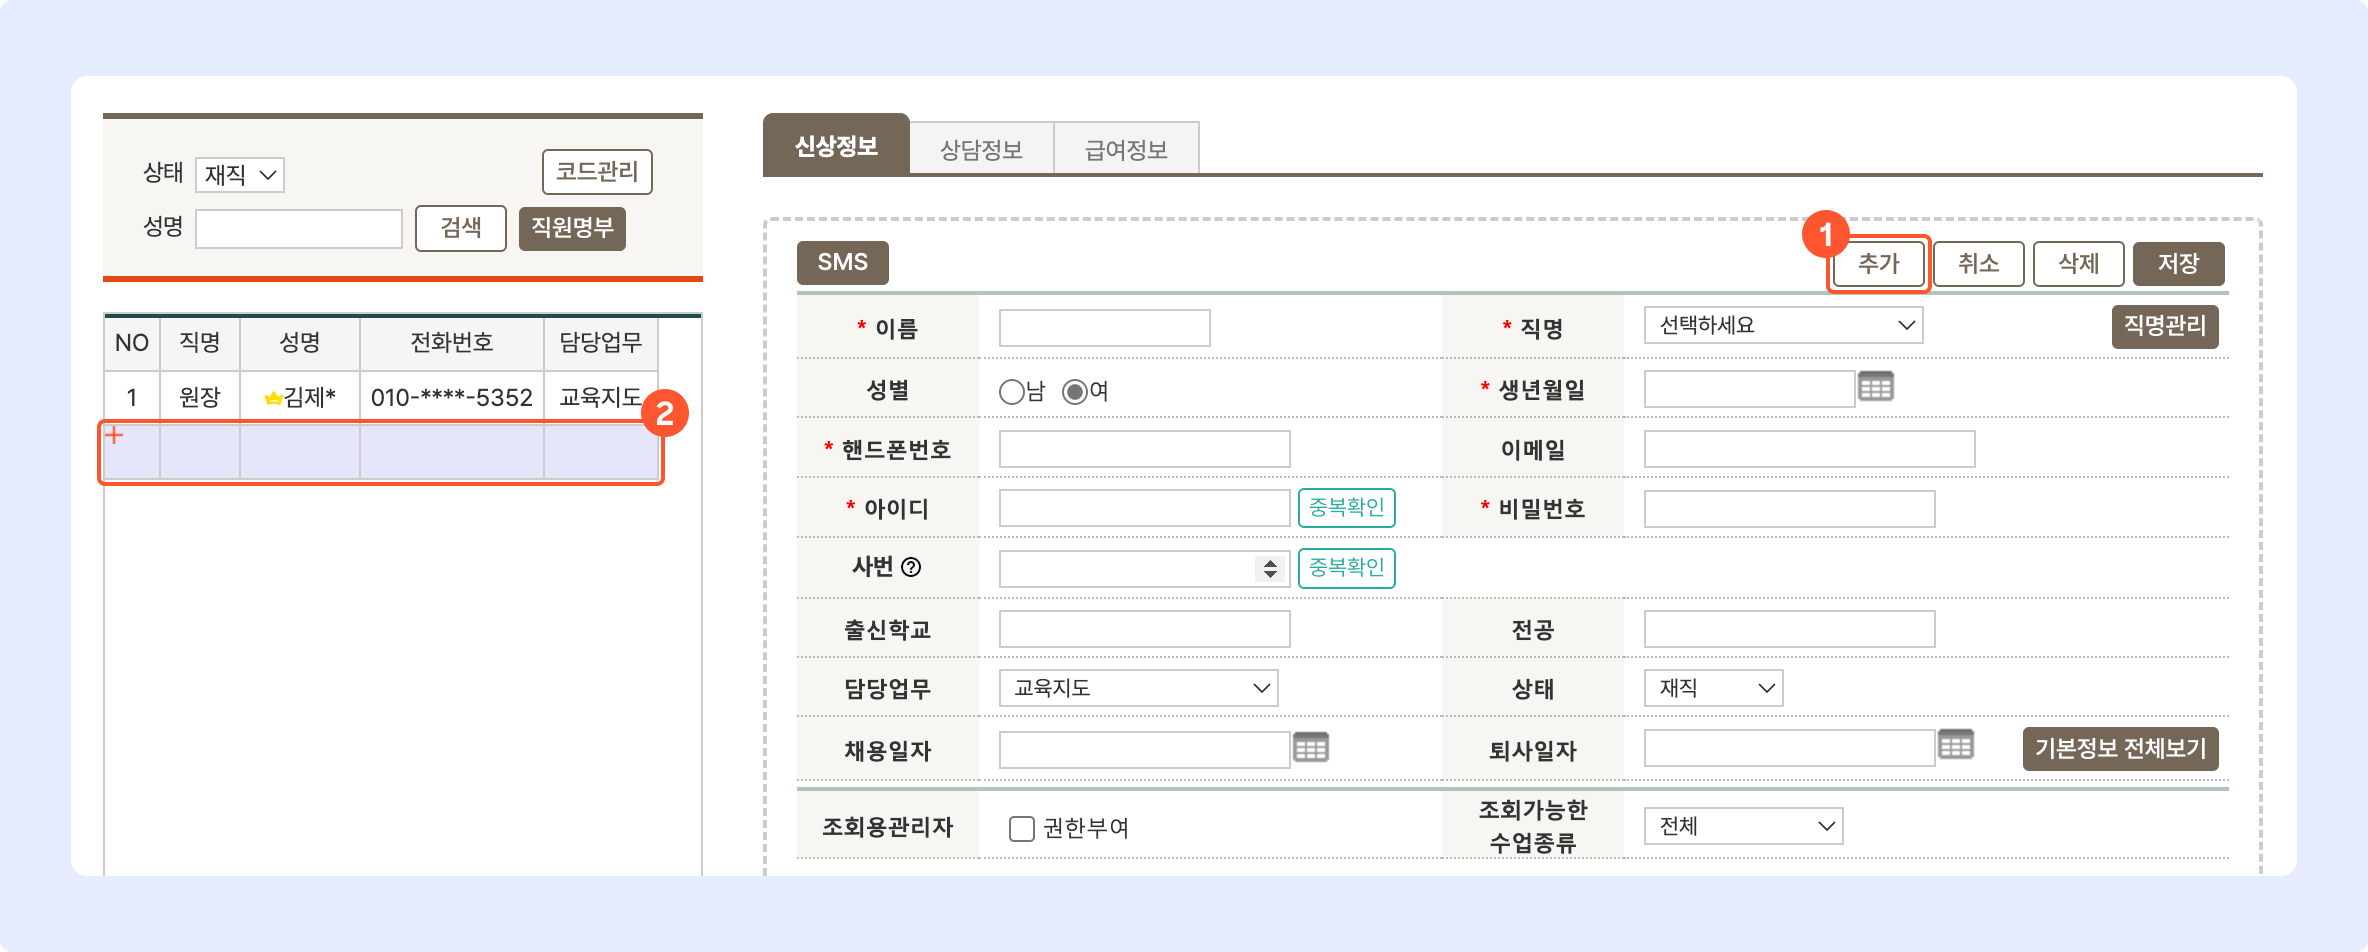 상태 재직 코드관리
성명 검색 직원명부
NO 직명 성명 전화번호 담당업무
1 원장 김제* 010-****-5352 교육지도
2
신상정보 상담정보 급여정보
1
SMS 추가 취소 삭제 저장
* 이름 * 직명 선택하세요 직명관리
성별 남 여 * 생년월일
* 핸드폰번호 이메일
* 아이디 중복확인 * 비밀번호
사번 ? 중복확인
출신학교 전공
담당업무 교육지도 상태 재직
채용일자 퇴사일자 기본정보 전체보기
조회용관리자 권한부여 조회가능한
수업종류 전체